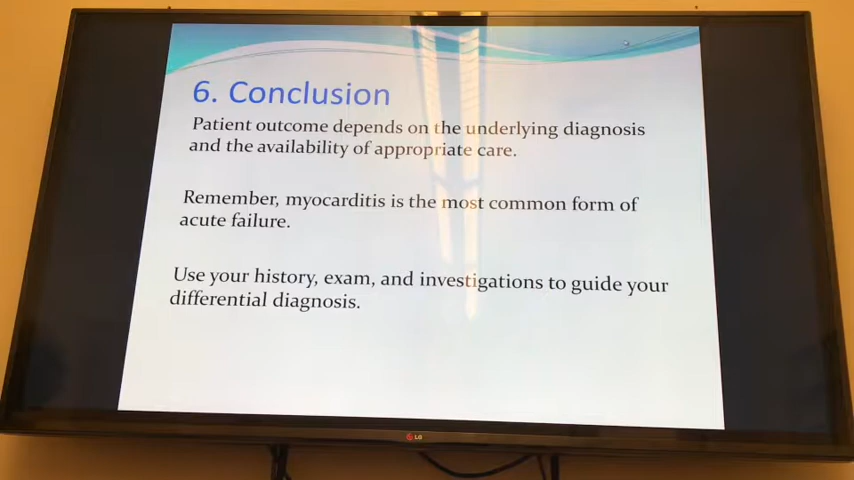 6. Conclusion
Patient outcome depends on the underlying diagnosis
and the availability of appropriate care.
Remember, myocarditis is the most common form of
acute failure.
Use your history, exam, and investigations to guide your
differential diagnosis.
LG